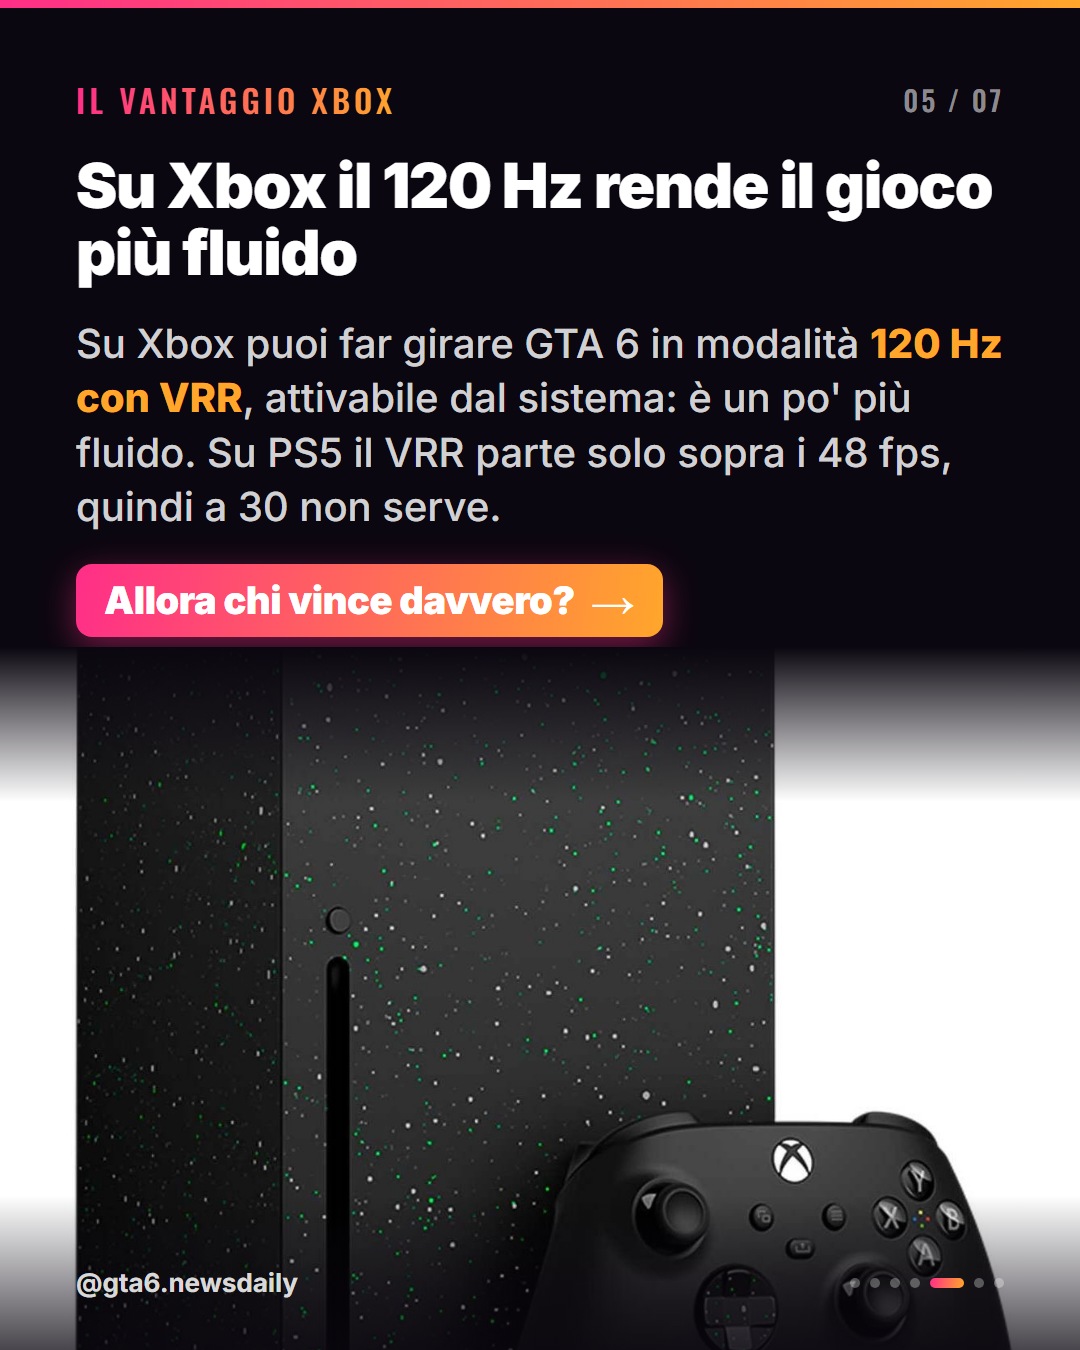 IL VANTAGGIO XBOX
05 / 07
Su Xbox il 120 Hz rende il gioco
più fluido
Su Xbox puoi far girare GTA 6 in modalità 120 Hz
con VRR, attivabile dal sistema: è un po' più
fluido. Su PS5 il VRR parte solo sopra i 48 fps,
quindi a 30 non serve.
Allora chi vince davvero? →
Y
X
B
A
@gta6.newsdaily